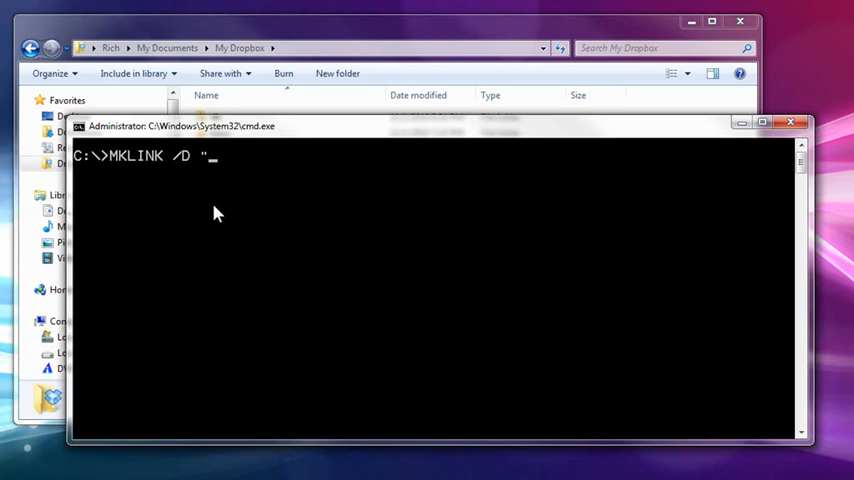 Rich
My Documents
My Dropbox
Search My Dropbox
Organize
Include in library
Share with
Burn
New folder
Favorites
Name
Date modified
Type
Size
Administrator: C:\Windows\System32\cmd.exe
C:\>MKLINK /D "_